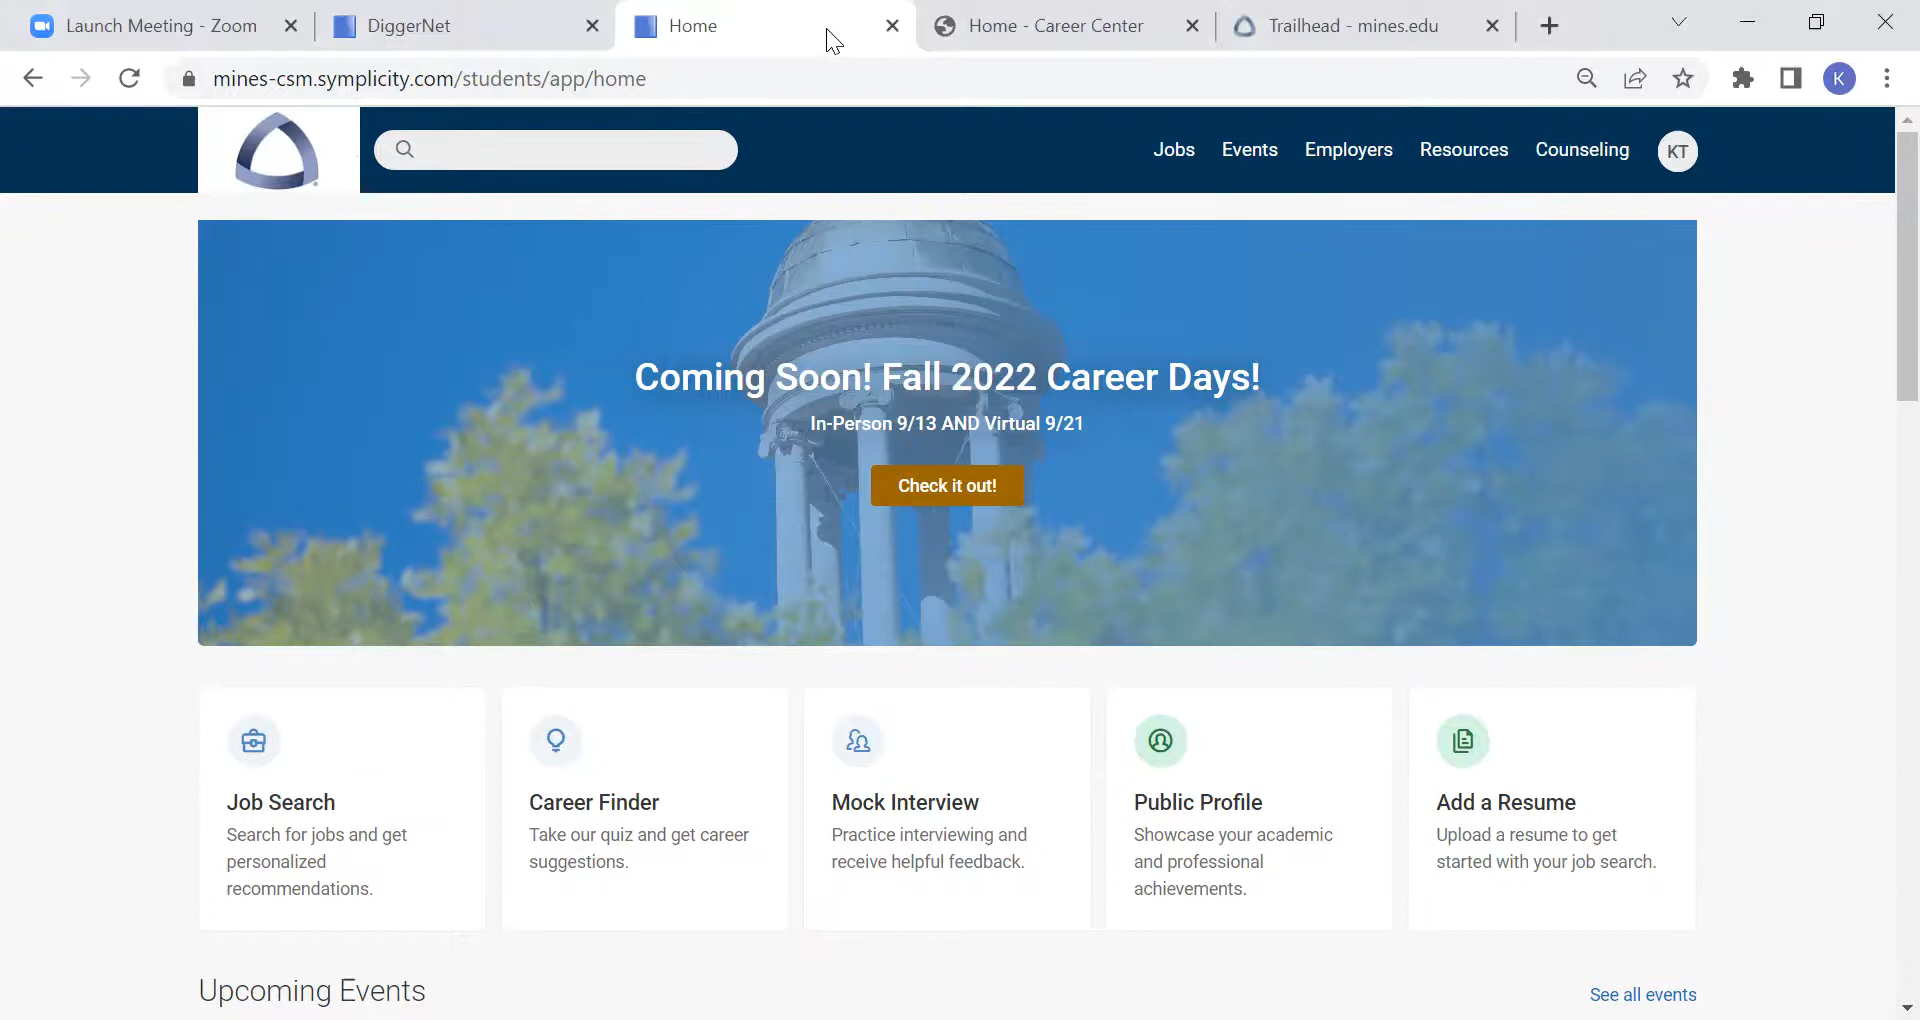 Launch Meeting - Zoom
DiggerNet
Home
Home - Career Center
Trailhead - mines.edu
mines-csm.symplicity.com/students/app/home
K
Jobs Events Employers Resources Counseling KT
Coming Soon! Fall 2022 Career Days!
In-Person 9/13 AND Virtual 9/21
Check it out!
Job Search
Search for jobs and get
personalized
recommendations.
Career Finder
Take our quiz and get career
suggestions.
Mock Interview
Practice interviewing and
receive helpful feedback.
Public Profile
Showcase your academic
and professional
achievements.
Add a Resume
Upload a resume to get
started with your job search.
Upcoming Events
See all events